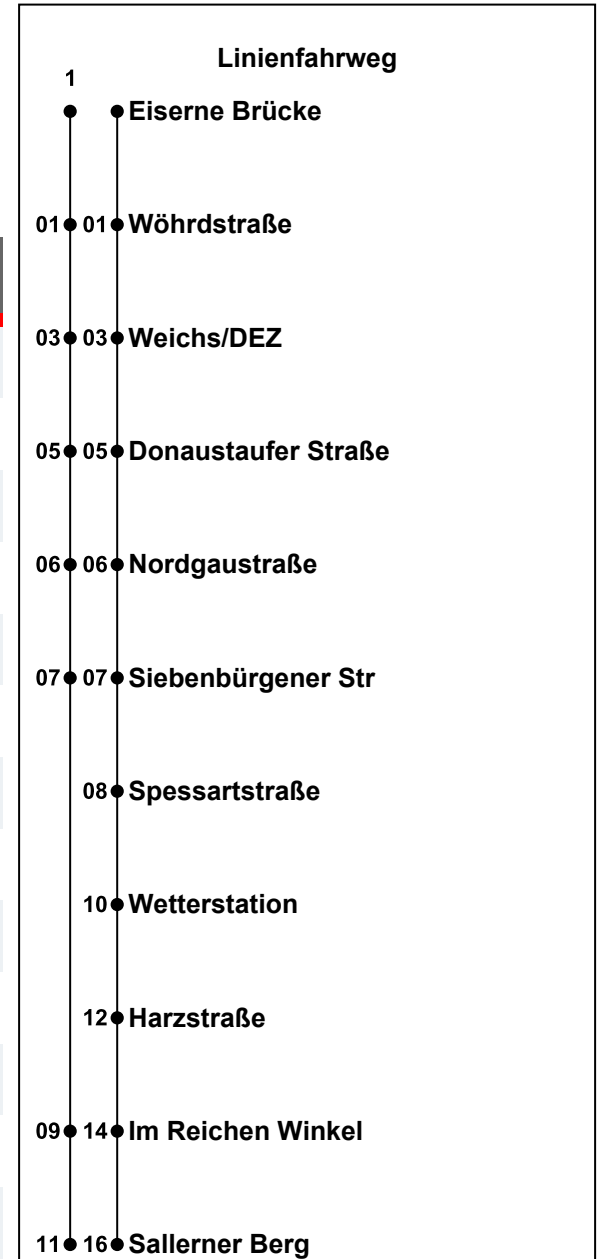 Linienfahrweg
1
Eiserne Brücke
01 01 Wöhrdstraße
03 03 Weichs/DEZ
05 05 Donaustaufer Straße
06 06 Nordgaustraße
07 07 Siebenbürgener Str
08 Spessartstraße
10 Wetterstation
12 Harzstraße
09 14 Im Reichen Winkel
11 16 Sallerner Berg